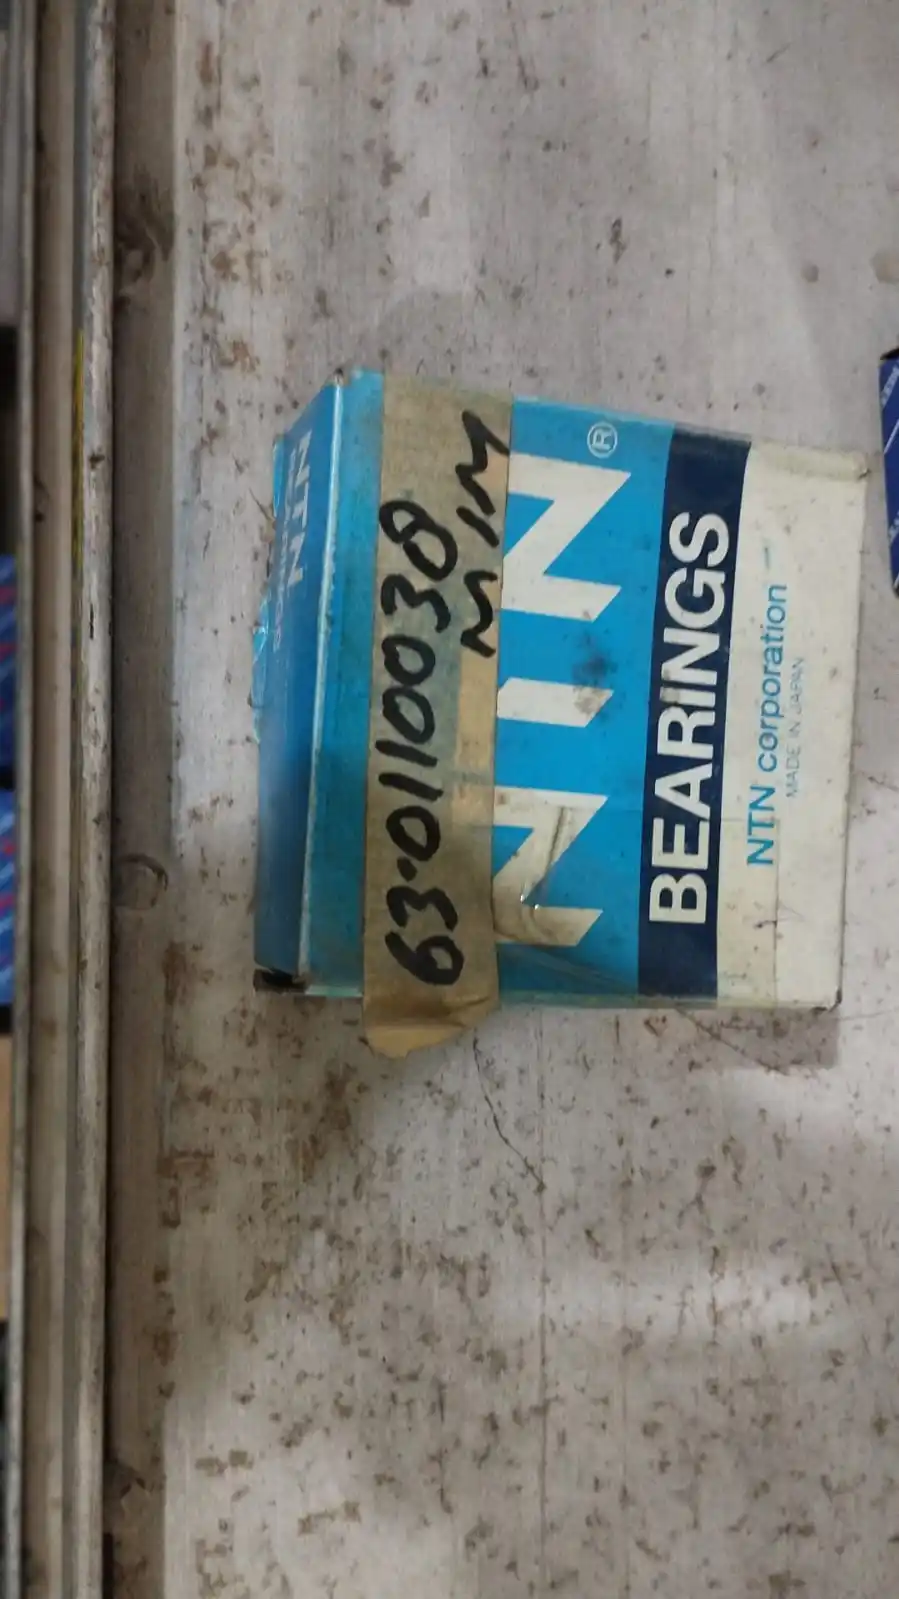 63.01100308
MIM
NTN®
BEARINGS
NTN corporation
MADE IN JAPAN
NTN